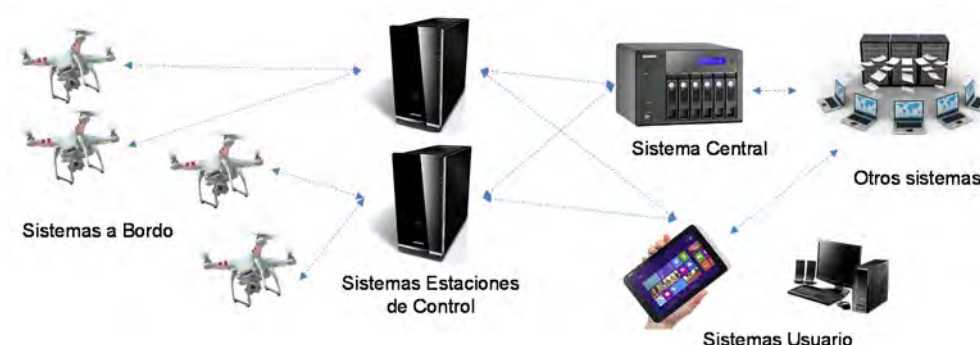 Sistema Central
Otros sistemas
Sistemas a Bordo
Sistemas Estaciones
de Control
Sistemas Usuario